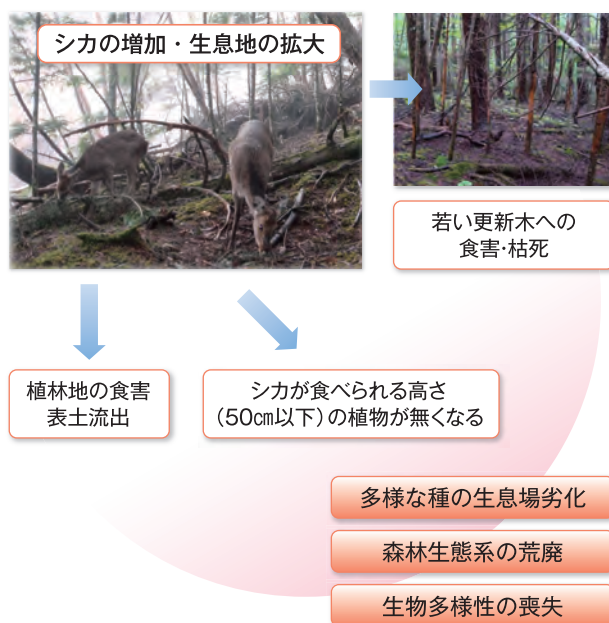 シカの増加・生息地の拡大
若い更新木への
食害・枯死
植林地の食害
表土流出
シカが食べられる高さ
（50㎝以下）の植物が無くなる
多様な種の生息場劣化
森林生態系の荒廃
生物多様性の喪失